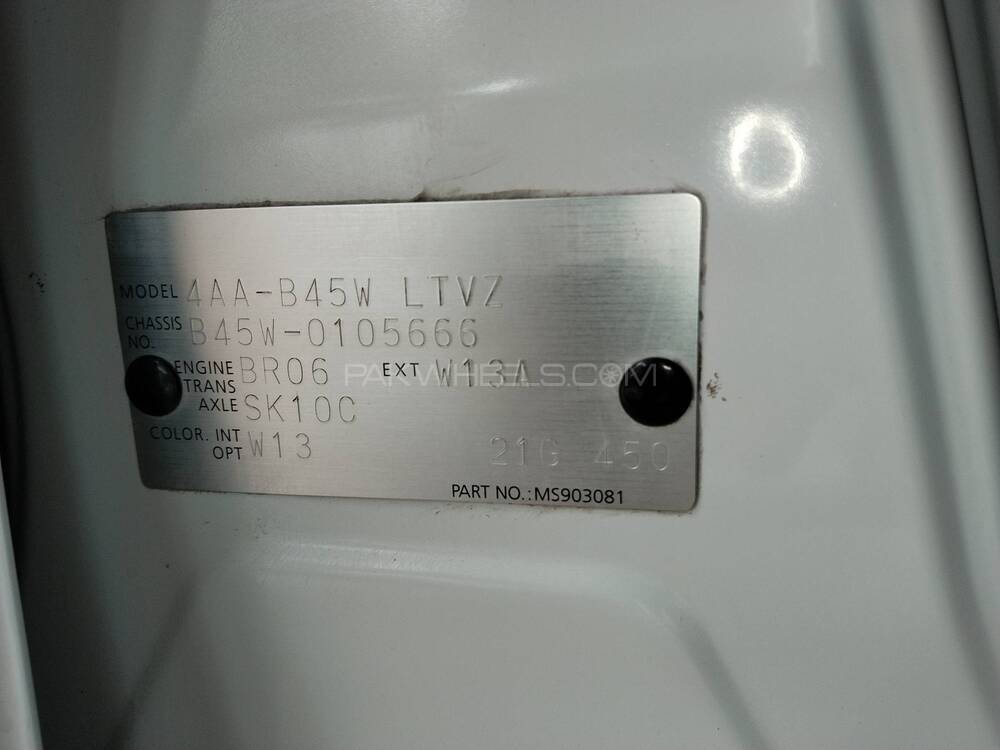 MODEL 4AA-B45W LTVZ
CHASSIS NO. B45W-0105666
ENGINE BR06 EXT W13A
TRANS AXLE SK10C
COLOR. INT OPT W13 21G 450
PART NO.:MS903081
PAKWHEELS.COM